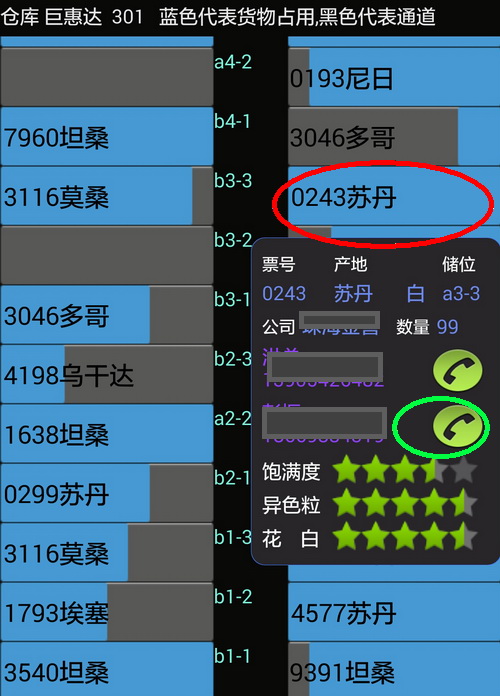 仓库 巨惠达 301 蓝色代表货物占用,黑色代表通道
a4-2
0193尼日
7960坦桑
b4-1
3046多哥
3116莫桑
b3-3
0243苏丹
b3-2
票号 产地 储位
0243 苏丹 白 a3-3
3046多哥
b3-1
公司 数量 99
4198乌干达
b2-3
1638坦桑
a2-2
饱满度
0299苏丹
b2-1
异色粒
3116莫桑
b1-3
花 白
1793埃塞
b1-2
4577苏丹
3540坦桑
b1-1
9391坦桑